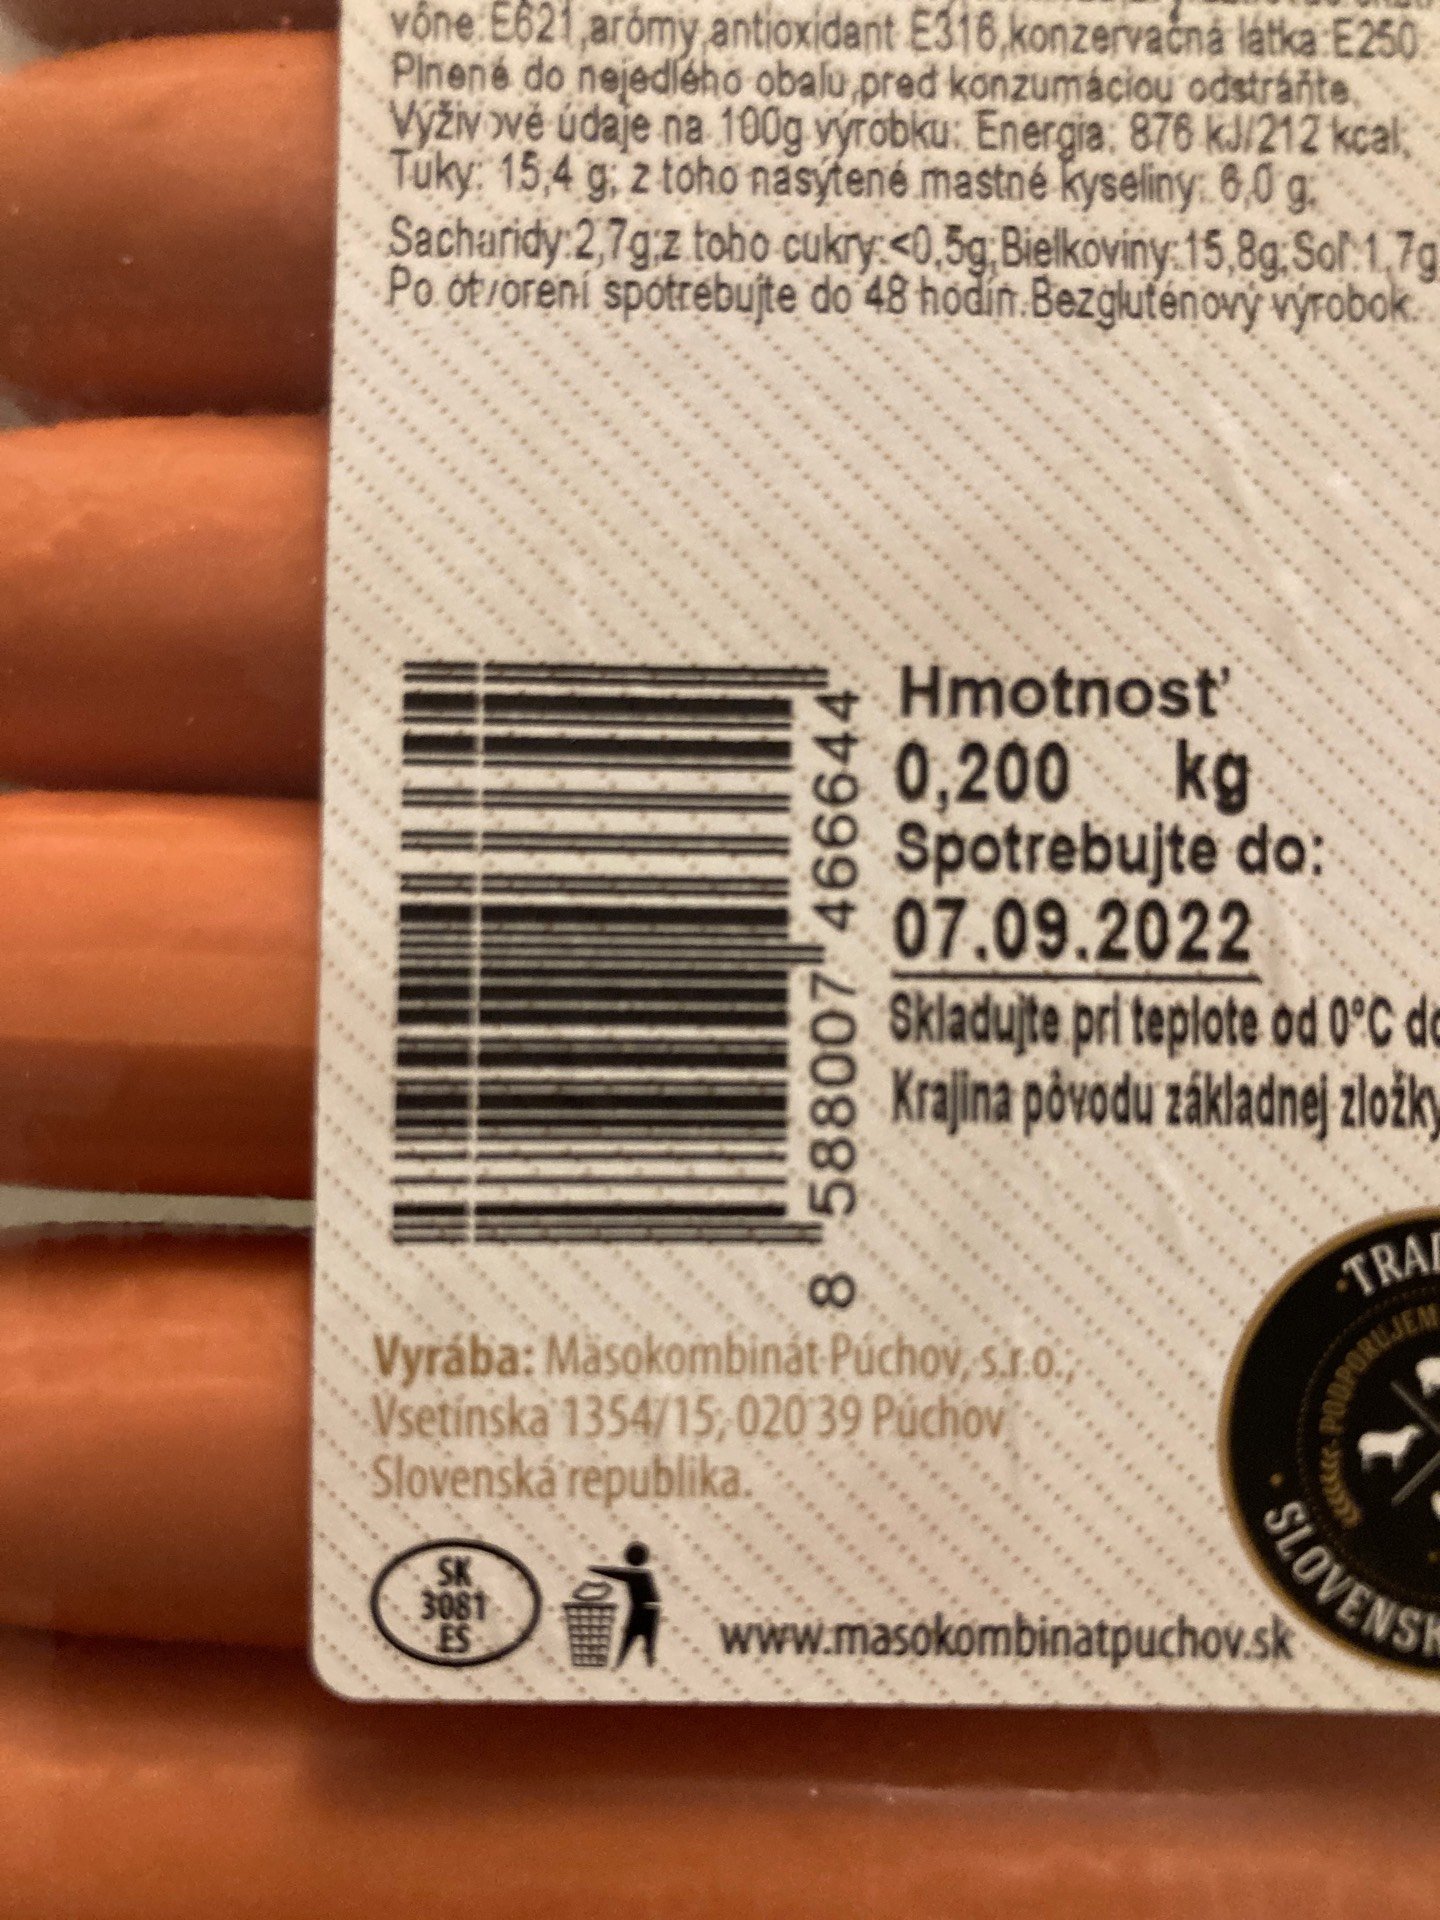 vône:E621,arómy,antioxidant E316,konzervačná látka:E250.
Plnené do nejedlého obalu,pred konzumáciou odstráňte.
Výživové údaje na 100g výrobku: Energia: 876 kJ/212 kcal;
Tuky: 15,4 g; z toho nasýtené mastné kyseliny: 6,0 g;
Sacharidy:2,7g;z toho cukry:<0,5g;Bielkoviny:15,8g;Soľ:1,7g
Po otvorení spotrebujte do 48 hodín.Bezgluténový výrobok.
8 588007 466644
Hmotnosť
0,200 kg
Spotrebujte do:
07.09.2022
Skladujte pri teplote od 0°C do
Krajina pôvodu základnej zložky
Vyrába: Mäsokombinát Púchov, s.r.o.,
Vsetínska 1354/15, 020 39 Púchov
Slovenská republika.
SK
3081
ES
www.masokombinatpuchov.sk
TRAD
PODPORUJEM
SLOVENSK